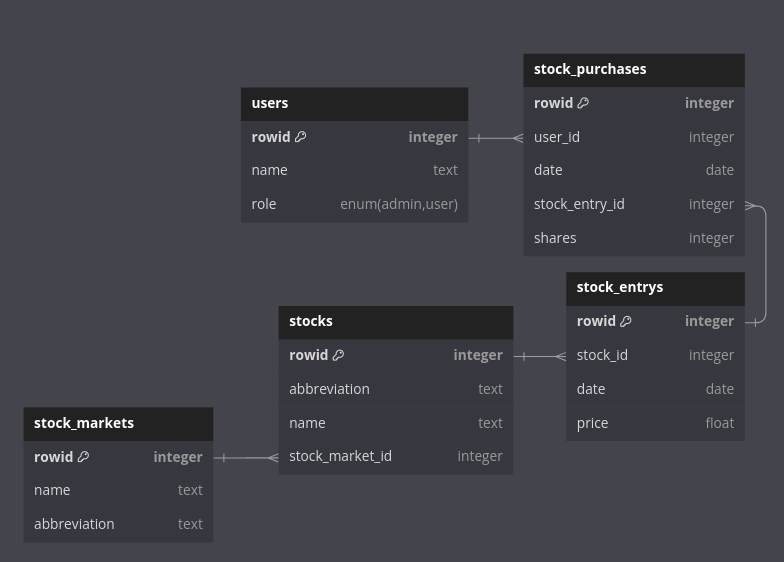 stock_purchases
rowid integer
user_id integer
date date
stock_entry_id integer
shares integer
users
rowid integer
name text
role enum(admin,user)
stock_entrys
rowid integer
stock_id integer
date date
price float
stocks
rowid integer
abbreviation text
name text
stock_market_id integer
stock_markets
rowid integer
name text
abbreviation text